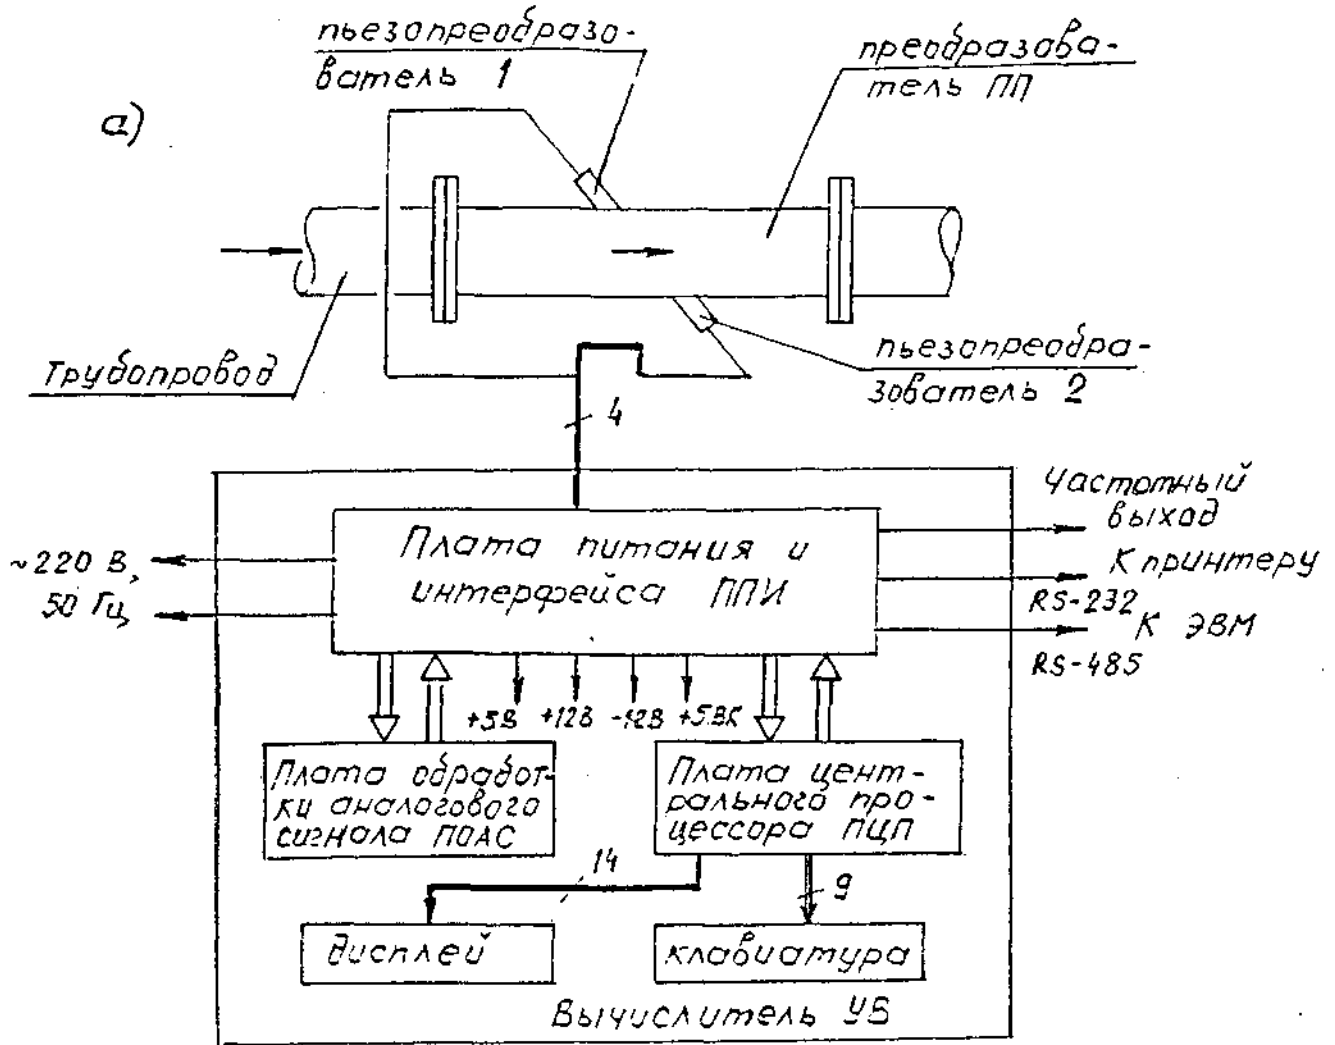 пьезопреобразо-
ватель 1
преобразова-
тель ПП
а)
Трубопровод
пьезопреобра-
зователь 2
4
Частотный
выход
~220 В,
50 Гц
Плата питания и
интерфейса ППИ
К принтеру
RS-232
К ЭВМ
RS-485
+5В +12В -12В +5ВК
Плата обработ-
ки аналогового
сигнала ПОАС
Плата цент-
рального про-
цессора ПЦП
14
9
дисплей
клавиатура
Вычислитель УБ